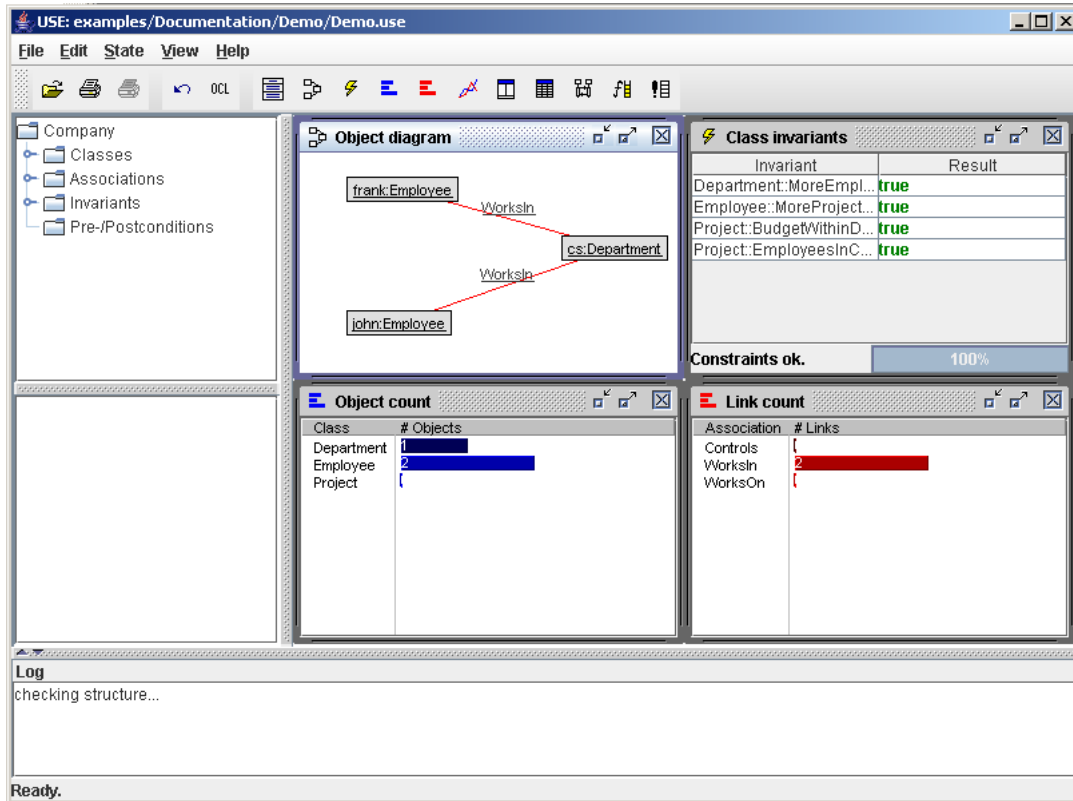 USE: examples/Documentation/Demo/Demo.use
File Edit State View Help
OCL
Company
Classes
Associations
Invariants
Pre-/Postconditions
Object diagram
frank:Employee
WorksIn
cs:Department
WorksIn
john:Employee
Class invariants
Invariant Result
Department::MoreEmpl... true
Employee::MoreProject... true
Project::BudgetWithinD... true
Project::EmployeesInC... true
Constraints ok. 100%
Object count
Class # Objects
Department 1
Employee 2
Project
Link count
Association # Links
Controls
WorksIn 2
WorksOn
Log
checking structure...
Ready.